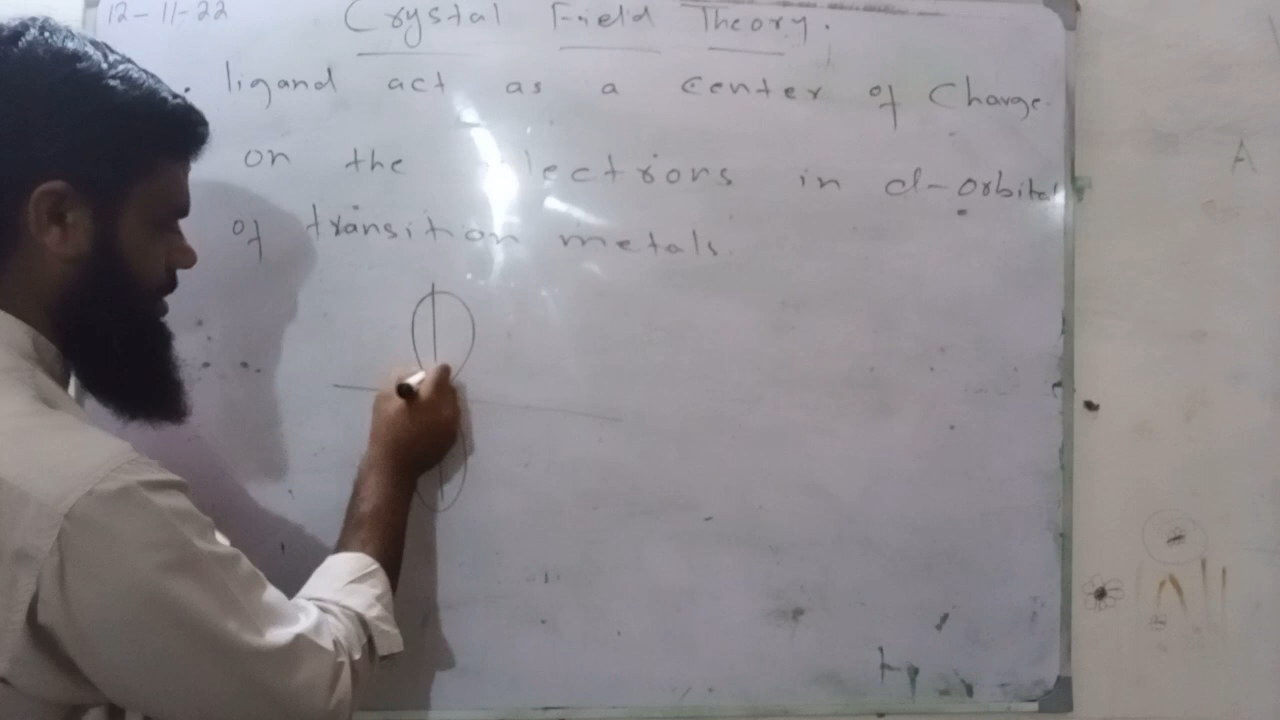 12-11-22
Crystal Field Theory.
. ligand act as a center of Charge
on the electrons in d-orbital
of transition metals.
A